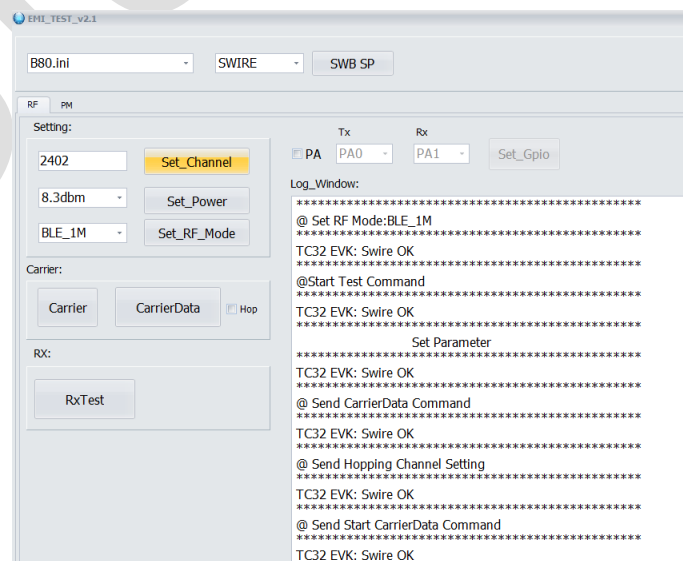 EMI_TEST_v2.1
B80.ini SWIRE SWB SP
RF PM
Setting:
2402 Set_Channel
8.3dbm Set_Power
BLE_1M Set_RF_Mode
Carrier:
Carrier CarrierData Hop
RX:
RxTest
Tx Rx
PA PA0 PA1 Set_Gpio
Log_Window:
******************************************
@ Set RF Mode:BLE_1M
******************************************
TC32 EVK: Swire OK
******************************************
@Start Test Command
******************************************
TC32 EVK: Swire OK
******************************************
Set Parameter
******************************************
TC32 EVK: Swire OK
******************************************
@ Send CarrierData Command
******************************************
TC32 EVK: Swire OK
******************************************
@ Send Hopping Channel Setting
******************************************
TC32 EVK: Swire OK
******************************************
@ Send Start CarrierData Command
******************************************
TC32 EVK: Swire OK